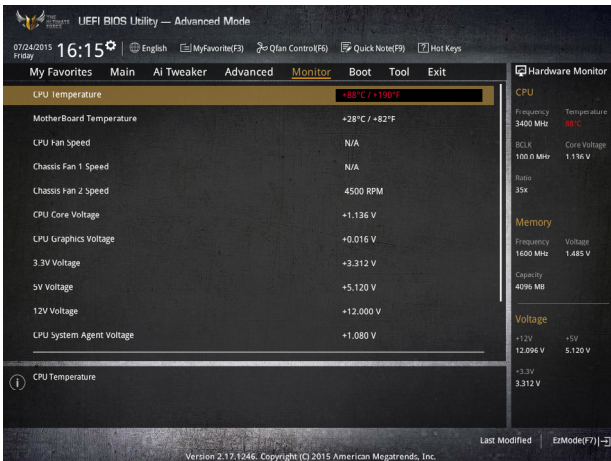 THE ULTIMATE FORCE UEFI BIOS Utility — Advanced Mode
07/24/2015 Friday 16:15 English MyFavorite(F3) Qfan Control(F6) Quick Note(F9) Hot Keys
My Favorites Main Ai Tweaker Advanced Monitor Boot Tool Exit
CPU Temperature +88°C / +190°F
MotherBoard Temperature +28°C / +82°F
CPU Fan Speed N/A
Chassis Fan 1 Speed N/A
Chassis Fan 2 Speed 4500 RPM
CPU Core Voltage +1.136 V
CPU Graphics Voltage +0.016 V
3.3V Voltage +3.312 V
5V Voltage +5.120 V
12V Voltage +12.000 V
CPU System Agent Voltage +1.080 V
CPU Temperature
Hardware Monitor
CPU
Frequency Temperature
3400 MHz 88°C
BCLK Core Voltage
100.0 MHz 1.136 V
Ratio
35x
Memory
Frequency Voltage
1600 MHz 1.485 V
Capacity
4096 MB
Voltage
+12V +5V
12.096 V 5.120 V
+3.3V
3.312 V
Last Modified EzMode(F7)
Version 2.17.1246. Copyright (C) 2015 American Megatrends, Inc.